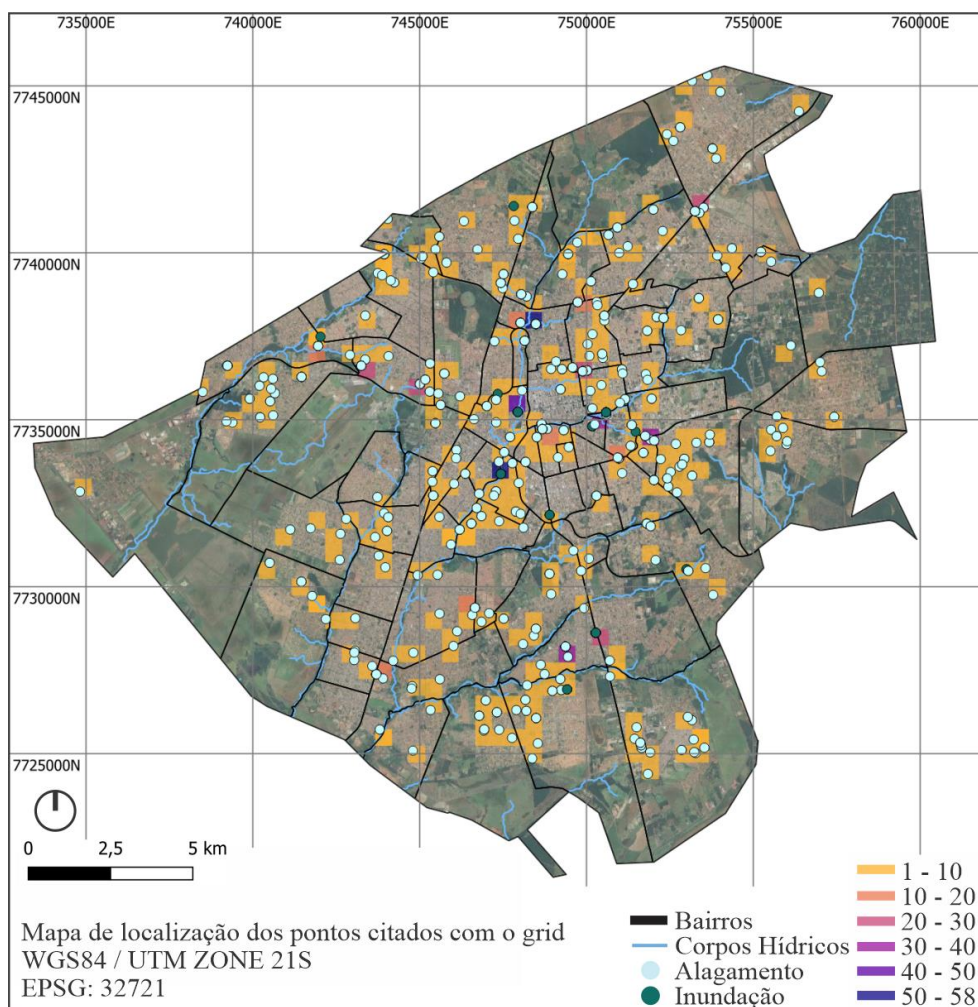 735000E 740000E 745000E 750000E 755000E 760000E
7745000N
7740000N
7735000N
7730000N
7725000N
0 2,5 5 km
Mapa de localização dos pontos citados com o grid
WGS84 / UTM ZONE 21S
EPSG: 32721
Bairros
Corpos Hídricos
Alagamento
Inundação
1 - 10
10 - 20
20 - 30
30 - 40
40 - 50
50 - 58